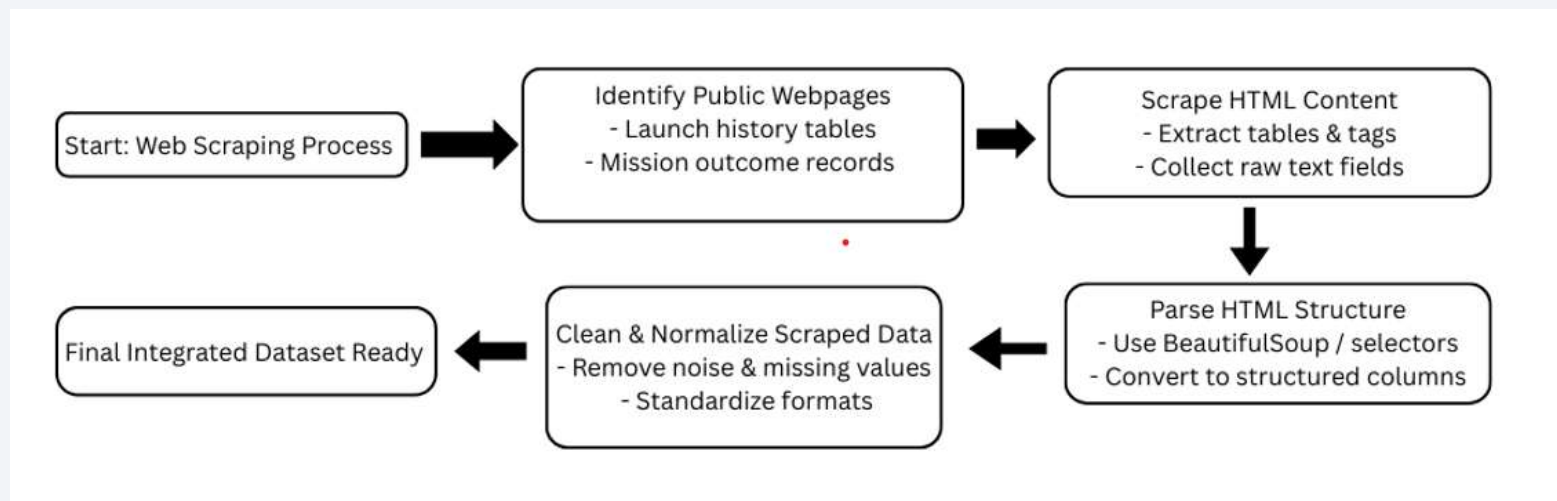 Start: Web Scraping Process
Identify Public Webpages
- Launch history tables
- Mission outcome records
Scrape HTML Content
- Extract tables & tags
- Collect raw text fields
Parse HTML Structure
- Use BeautifulSoup / selectors
- Convert to structured columns
Clean & Normalize Scraped Data
- Remove noise & missing values
- Standardize formats
Final Integrated Dataset Ready